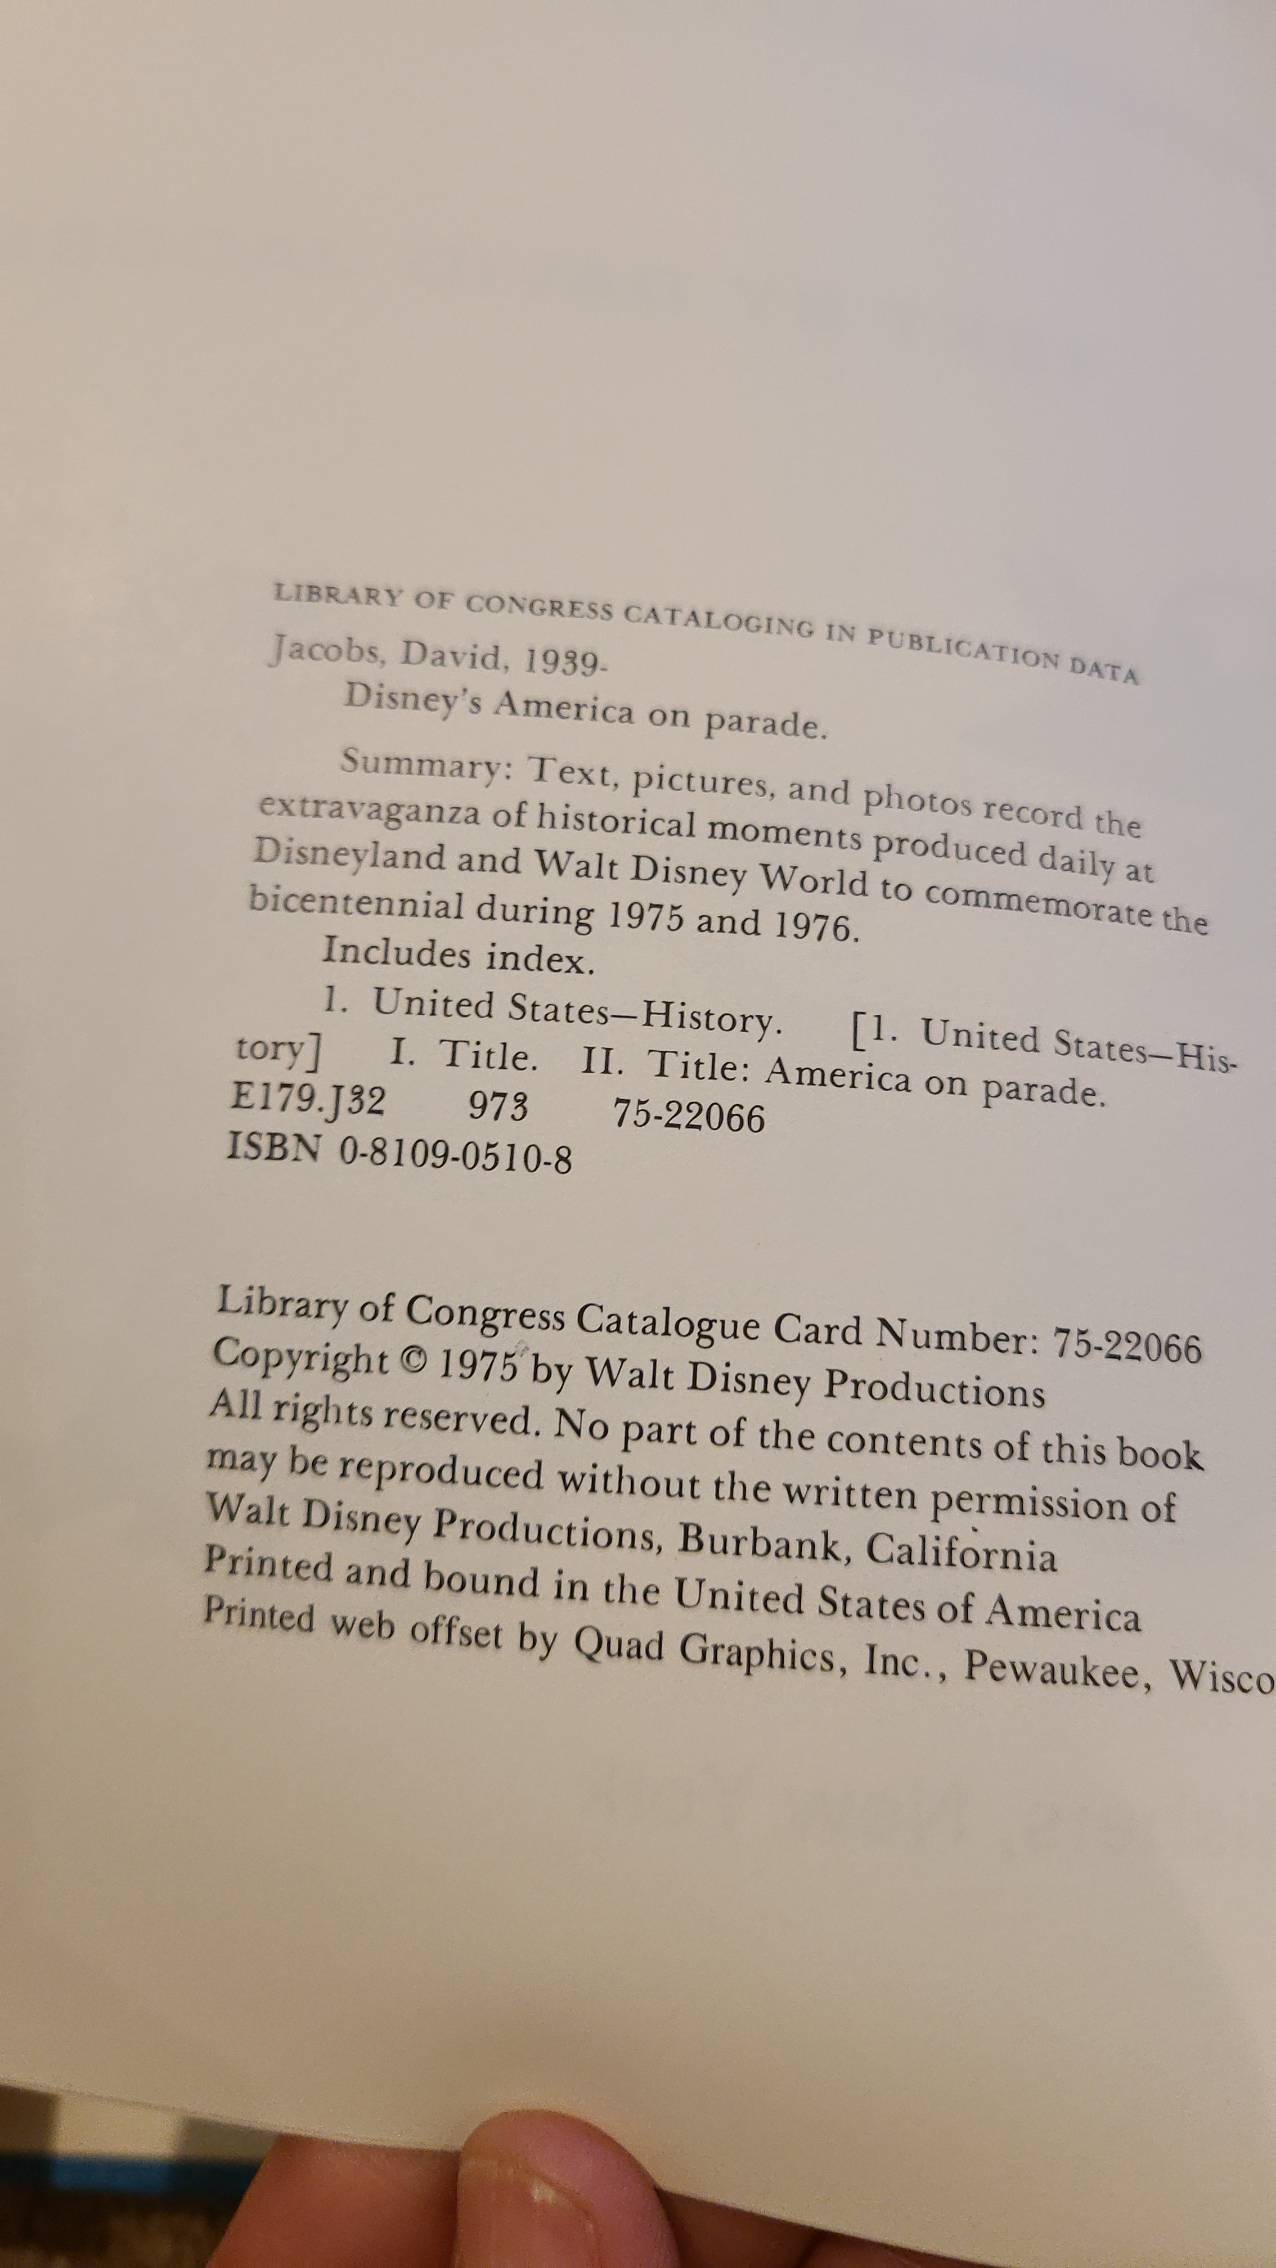 LIBRARY OF CONGRESS CATALOGING IN PUBLICATION DATA
Jacobs, David, 1939-
Disney's America on parade.
Summary: Text, pictures, and photos record the
extravaganza of historical moments produced daily at
Disneyland and Walt Disney World to commemorate the
bicentennial during 1975 and 1976.
Includes index.
1. United States—History. [1. United States—His-
tory] I. Title. II. Title: America on parade.
E179.J32 973 75-22066
ISBN 0-8109-0510-8
Library of Congress Catalogue Card Number: 75-22066
Copyright © 1975 by Walt Disney Productions
All rights reserved. No part of the contents of this book
may be reproduced without the written permission of
Walt Disney Productions, Burbank, California
Printed and bound in the United States of America
Printed web offset by Quad Graphics, Inc., Pewaukee, Wisco